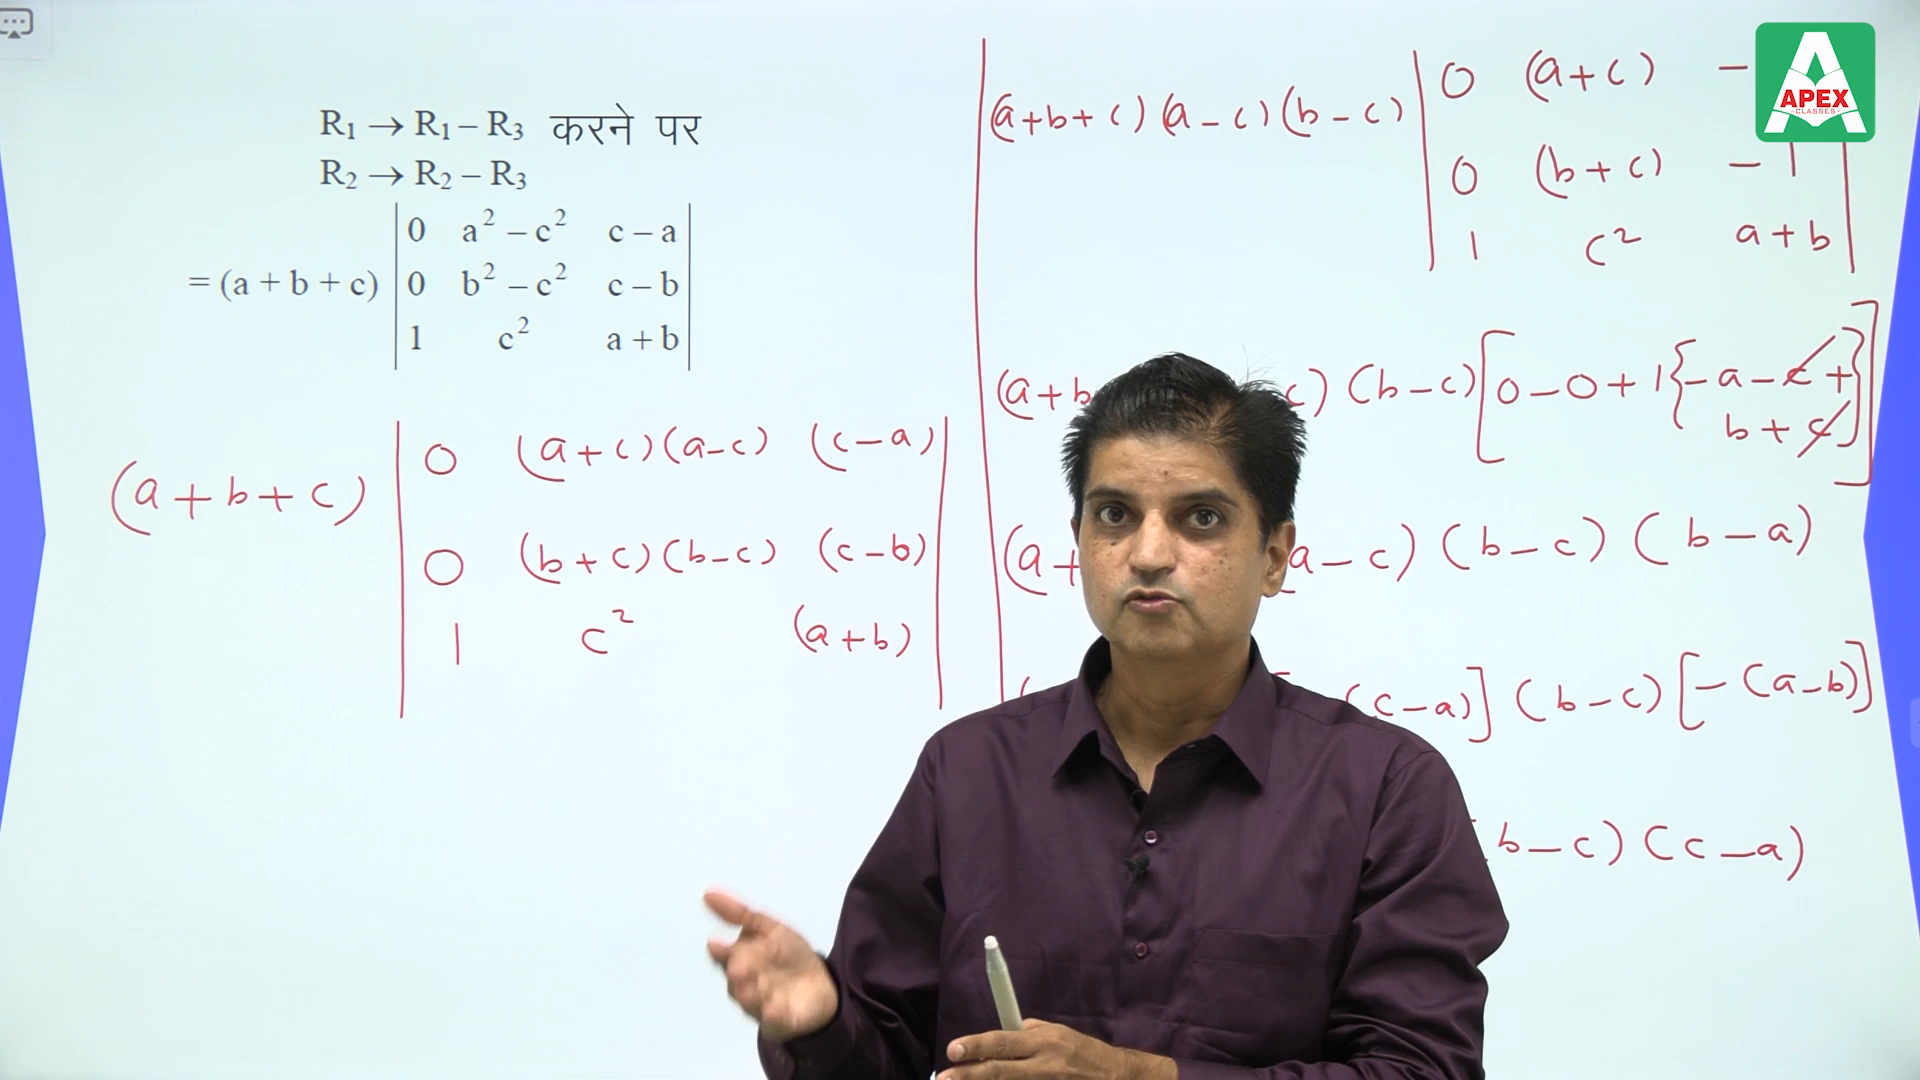 R₁ → R₁ – R₃ करने पर
R₂ → R₂ – R₃
0 a² – c² c – a
= (a + b + c) 0 b² – c² c – b
1 c² a + b
0 (a+c)(a-c) (c-a)
(a+b+c) 0 (b+c)(b-c) (c-b)
1 c² (a+b)
0 (a+c) -
(a+b+c)(a-c)(b-c) 0 (b+c) -1
1 c² a+b
(a+b c)(b-c)[0-0+1{-a-c+
b+c}]
(a+ a-c)(b-c)(b-a)
(c-a)](b-c)[-(a-b)]
b-c)(c-a)
APEX
CLASSES